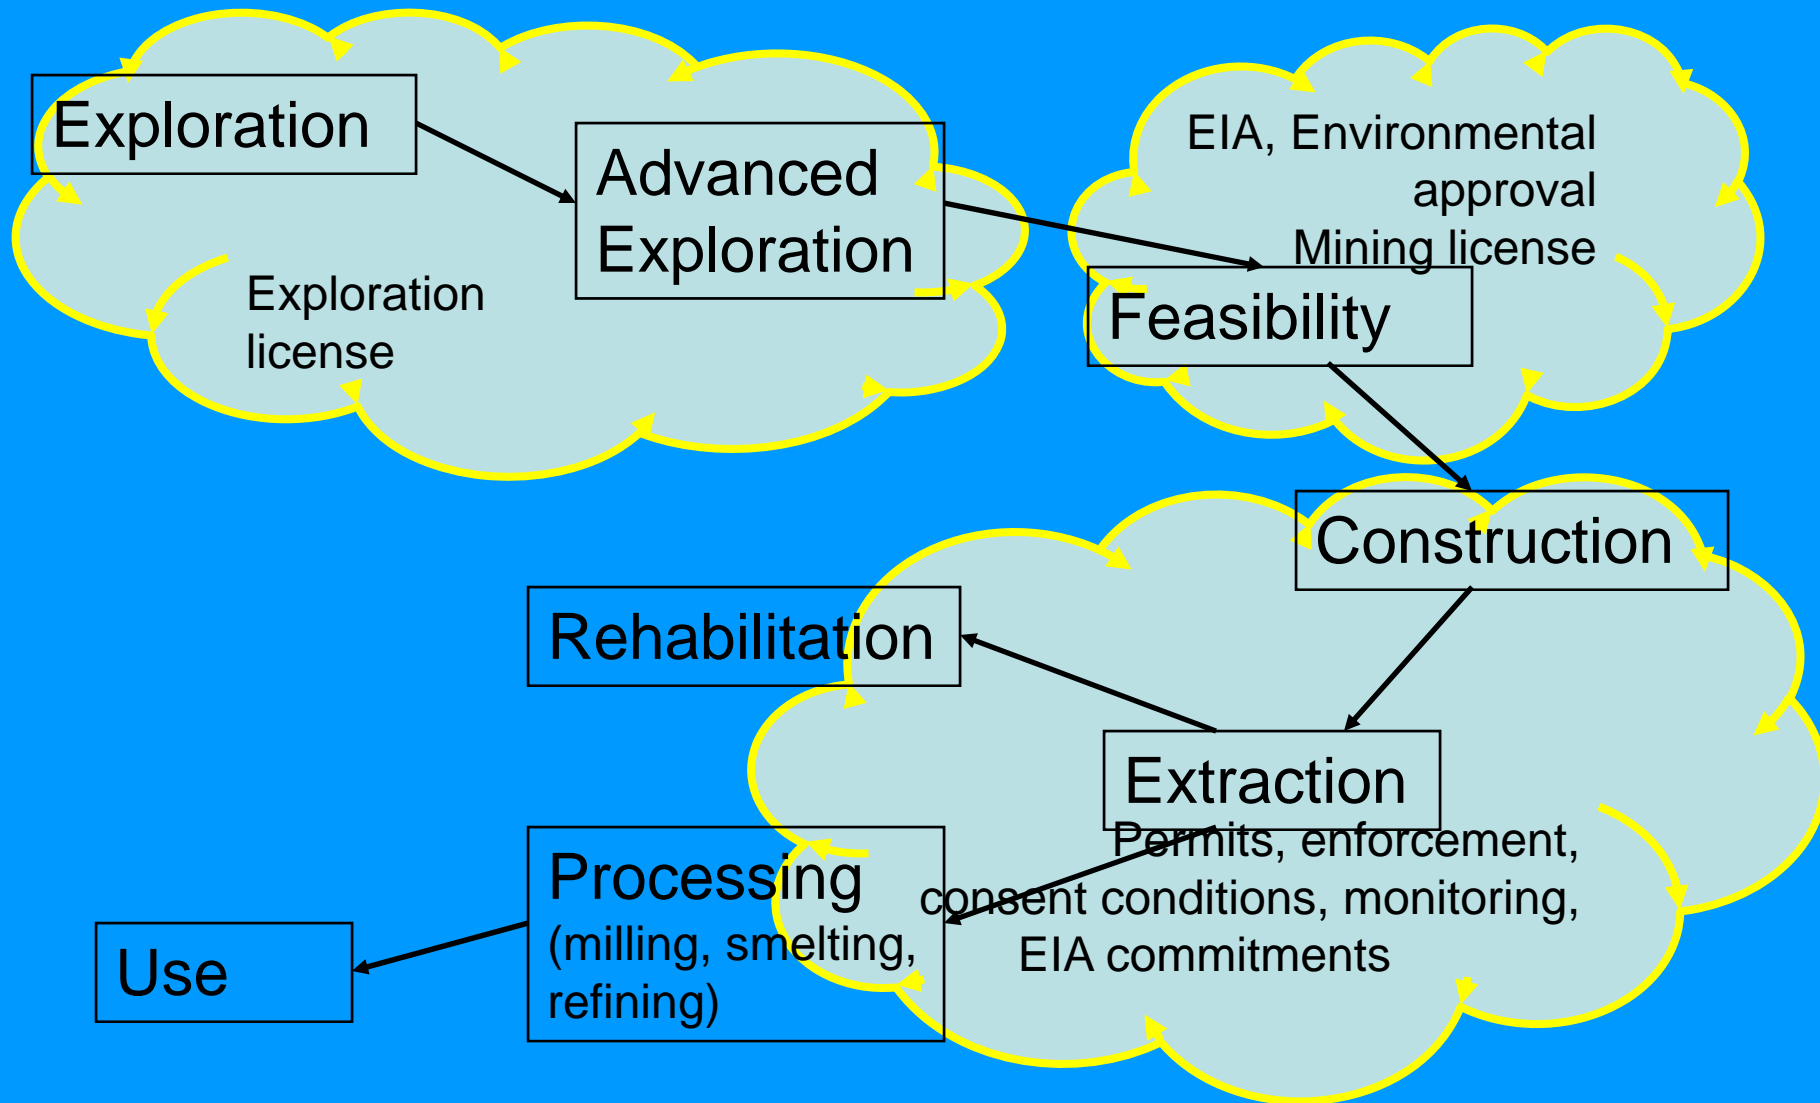 Exploration
Advanced
Exploration
Exploration
license
EIA, Environmental
approval
Mining license
Feasibility
Construction
Rehabilitation
Extraction
Permits, enforcement,
consent conditions, monitoring,
EIA commitments
Processing
(milling, smelting,
refining)
Use